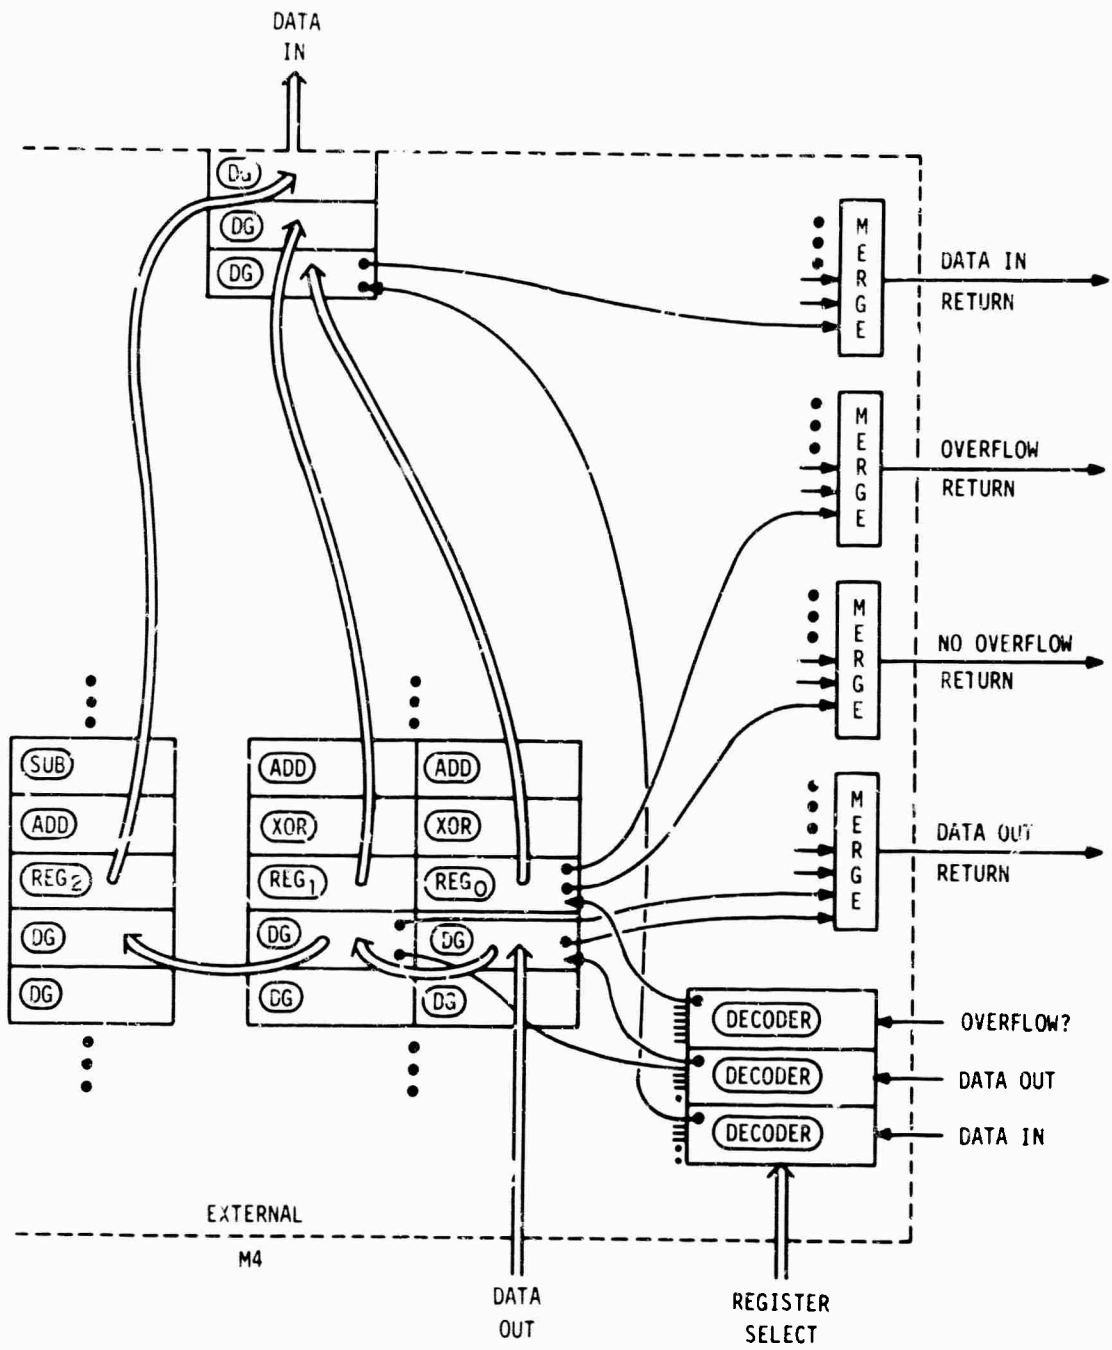 DATA
IN
DG
DG
DG
MERGE
DATA IN
RETURN
MERGE
OVERFLOW
RETURN
MERGE
NO OVERFLOW
RETURN
MERGE
DATA OUT
RETURN
SUB
ADD
REG2
DG
DG
ADD
ADD
XOR
XOR
REG1
REG0
DG
DG
DG
DG
DECODER
OVERFLOW?
DECODER
DATA OUT
DECODER
DATA IN
EXTERNAL
M4
DATA
OUT
REGISTER
SELECT